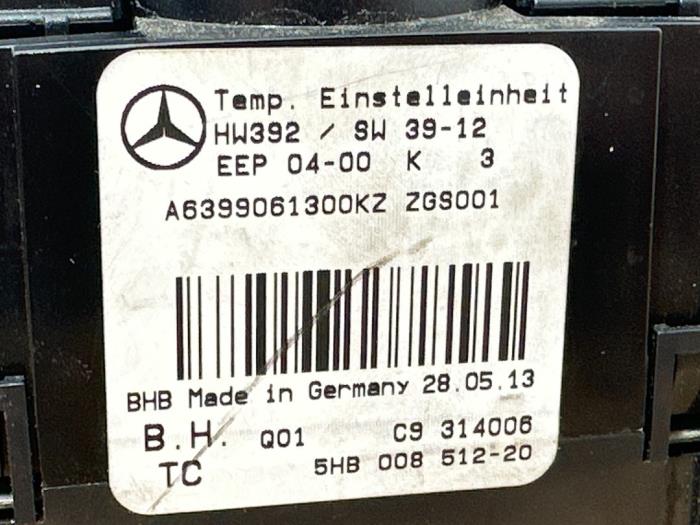 Temp. Einstelleinheit
HW392 / SW 39-12
EEP 04-00 K 3
A6399061300KZ ZGS001
BHB Made in Germany 28.05.13
B.H. Q01 C9 314006
TC 5HB 008 512-20